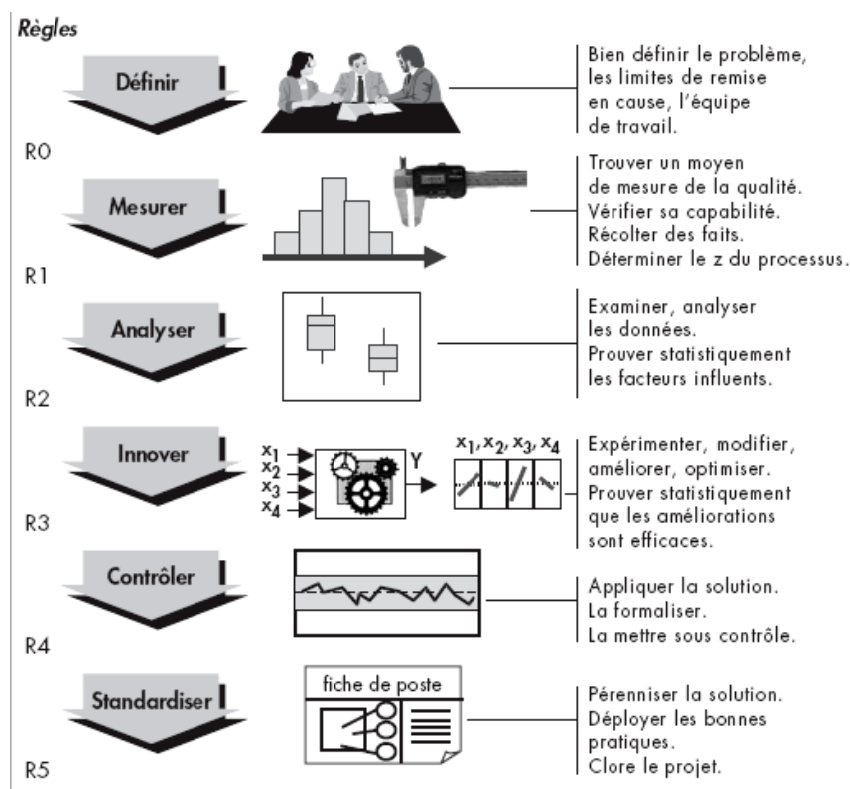 Règles
Définir
Bien définir le problème,
les limites de remise
en cause, l'équipe
de travail.
R0
Mesurer
Trouver un moyen
de mesure de la qualité.
Vérifier sa capabilité.
Récolter des faits.
Déterminer le z du processus.
R1
Analyser
Examiner, analyser
les données.
Prouver statistiquement
les facteurs influents.
R2
Innover
x1
x2
x3
x4
Y
x1, x2, x3, x4
Expérimenter, modifier,
améliorer, optimiser.
Prouver statistiquement
que les améliorations
sont efficaces.
R3
Contrôler
Appliquer la solution.
La formaliser.
La mettre sous contrôle.
R4
Standardiser
fiche de poste
Pérenniser la solution.
Déployer les bonnes
pratiques.
Clore le projet.
R5